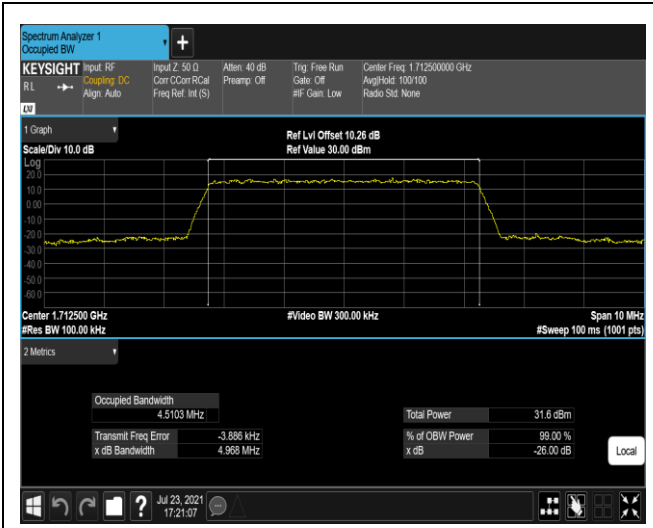 Spectrum Analyzer 1
Occupied BW
+
KEYSIGHT Input: RF Input Z: 50 Ω Atten: 40 dB Trig: Free Run Center Freq: 1.712500000 GHz
RL Coupling: DC Corr CCorr RCal Preamp: Off Gate: Off Avg|Hold: 100/100
Align: Auto Freq Ref: Int (S) #IF Gain: Low Radio Std: None
LXI
1 Graph
Ref Lvl Offset 10.26 dB
Scale/Div 10.0 dB Ref Value 30.00 dBm
Log
20.0
10.0
0.00
-10.0
-20.0
-30.0
-40.0
-50.0
-60.0
Center 1.712500 GHz #Video BW 300.00 kHz Span 10 MHz
#Res BW 100.00 kHz #Sweep 100 ms (1001 pts)
2 Metrics
Occupied Bandwidth
4.5103 MHz Total Power 31.6 dBm
Transmit Freq Error -3.886 kHz % of OBW Power 99.00 %
x dB Bandwidth 4.968 MHz x dB -26.00 dB
Local
? Jul 23, 2021
17:21:07